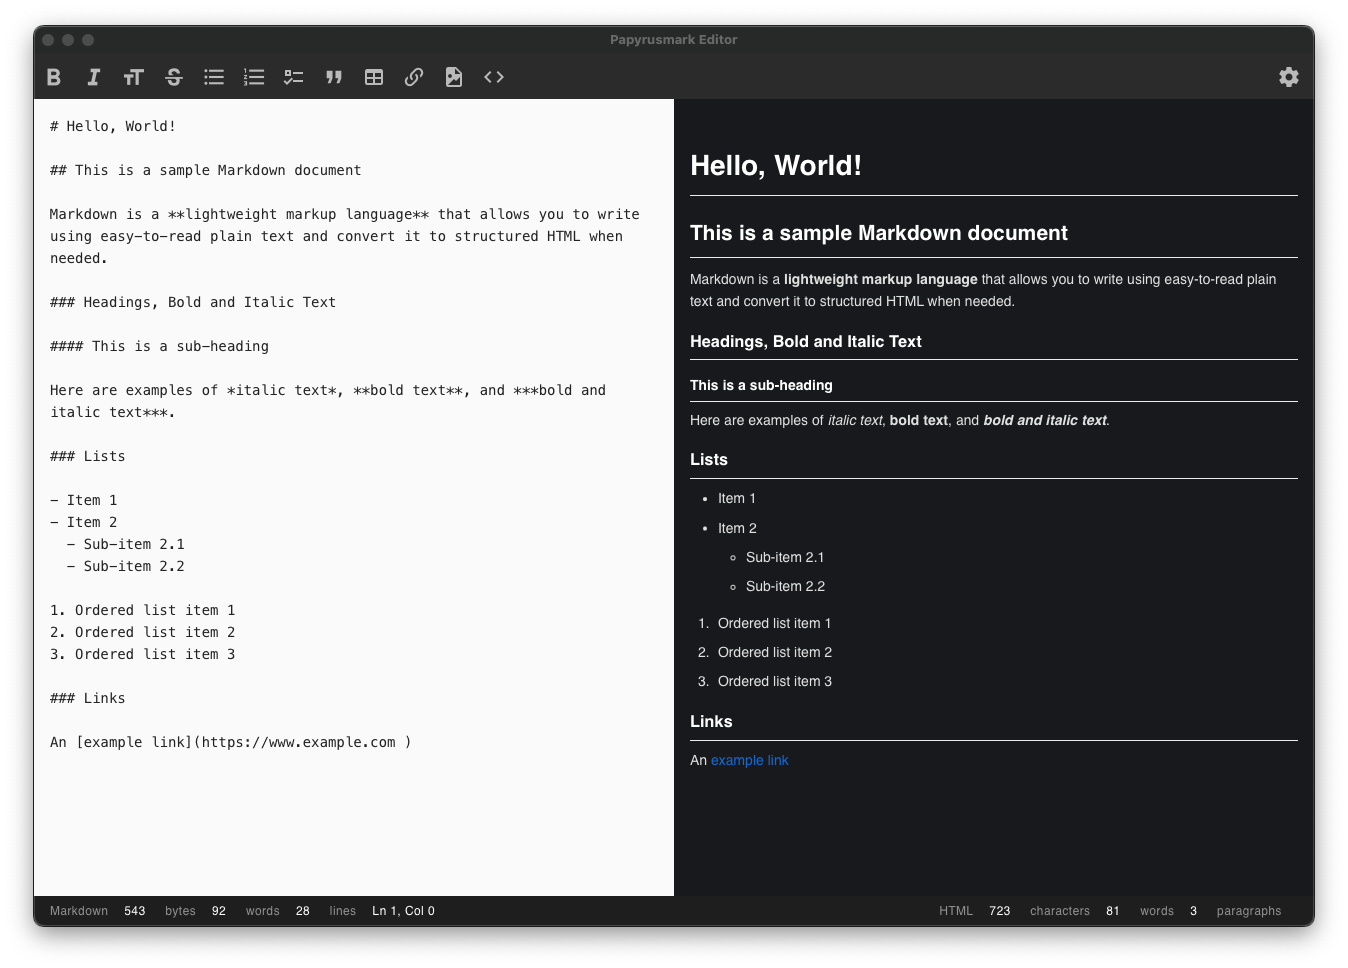 Papyrusmark Editor
# Hello, World!
## This is a sample Markdown document
Markdown is a **lightweight markup language** that allows you to write
using easy-to-read plain text and convert it to structured HTML when
needed.
### Headings, Bold and Italic Text
#### This is a sub-heading
Here are examples of *italic text*, **bold text**, and ***bold and
italic text***.
### Lists
- Item 1
- Item 2
  - Sub-item 2.1
  - Sub-item 2.2
1. Ordered list item 1
2. Ordered list item 2
3. Ordered list item 3
### Links
An [example link](https://www.example.com )
Hello, World!
This is a sample Markdown document
Markdown is a lightweight markup language that allows you to write using easy-to-read plain
text and convert it to structured HTML when needed.
Headings, Bold and Italic Text
This is a sub-heading
Here are examples of italic text, bold text, and bold and italic text.
Lists
• Item 1
• Item 2
◦ Sub-item 2.1
◦ Sub-item 2.2
1. Ordered list item 1
2. Ordered list item 2
3. Ordered list item 3
Links
An example link
Markdown 543 bytes 92 words 28 lines Ln 1, Col 0
HTML 723 characters 81 words 3 paragraphs